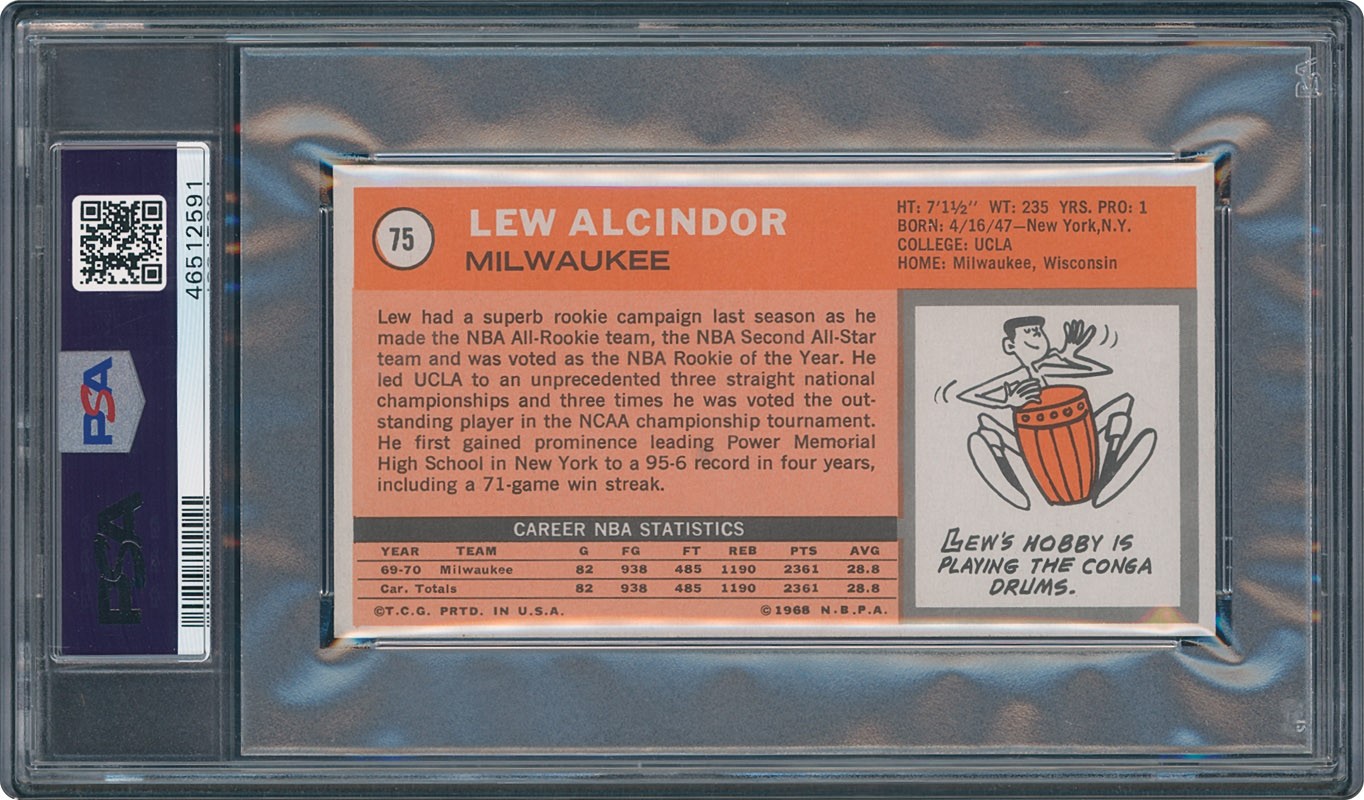 46512591
PSA
PSA
75
LEW ALCINDOR
MILWAUKEE
HT: 7'1½" WT: 235 YRS. PRO: 1
BORN: 4/16/47—New York,N.Y.
COLLEGE: UCLA
HOME: Milwaukee, Wisconsin
Lew had a superb rookie campaign last season as he
made the NBA All-Rookie team, the NBA Second All-Star
team and was voted as the NBA Rookie of the Year. He
led UCLA to an unprecedented three straight national
championships and three times he was voted the out-
standing player in the NCAA championship tournament.
He first gained prominence leading Power Memorial
High School in New York to a 95-6 record in four years,
including a 71-game win streak.
CAREER NBA STATISTICS
YEAR TEAM G FG FT REB PTS AVG
69-70 Milwaukee 82 938 485 1190 2361 28.8
Car. Totals 82 938 485 1190 2361 28.8
©T.C.G. PRTD. IN U.S.A. ©1968 N.B.P.A.
LEW'S HOBBY IS
PLAYING THE CONGA
DRUMS.